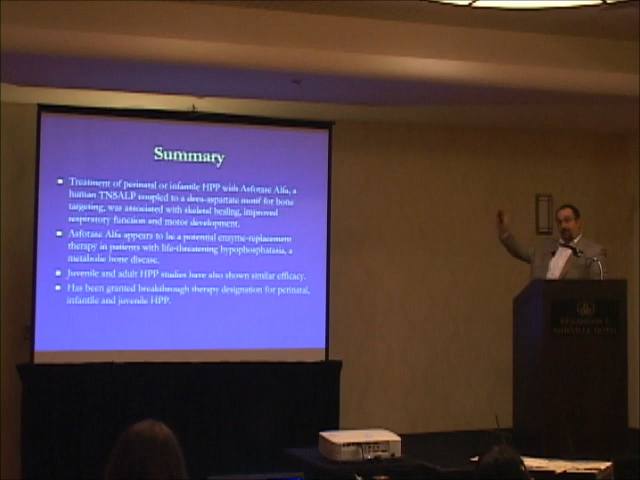 Summary
Treatment of perinatal or infantile HPP with Asfotase Alfa, a
human TNSALP coupled to a deca-aspartate motif for bone
targeting, was associated with skeletal healing, improved
respiratory function and motor development.
Asfotase Alfa appears to be a potential enzyme-replacement
therapy in patients with life-threatening hypophosphatasia, a
metabolic bone disease.
Juvenile and adult HPP studies have also shown similar efficacy.
Has been granted breakthrough therapy designation for perinatal,
infantile and juvenile HPP.
RENAISSANCE
NASHVILLE HOTEL